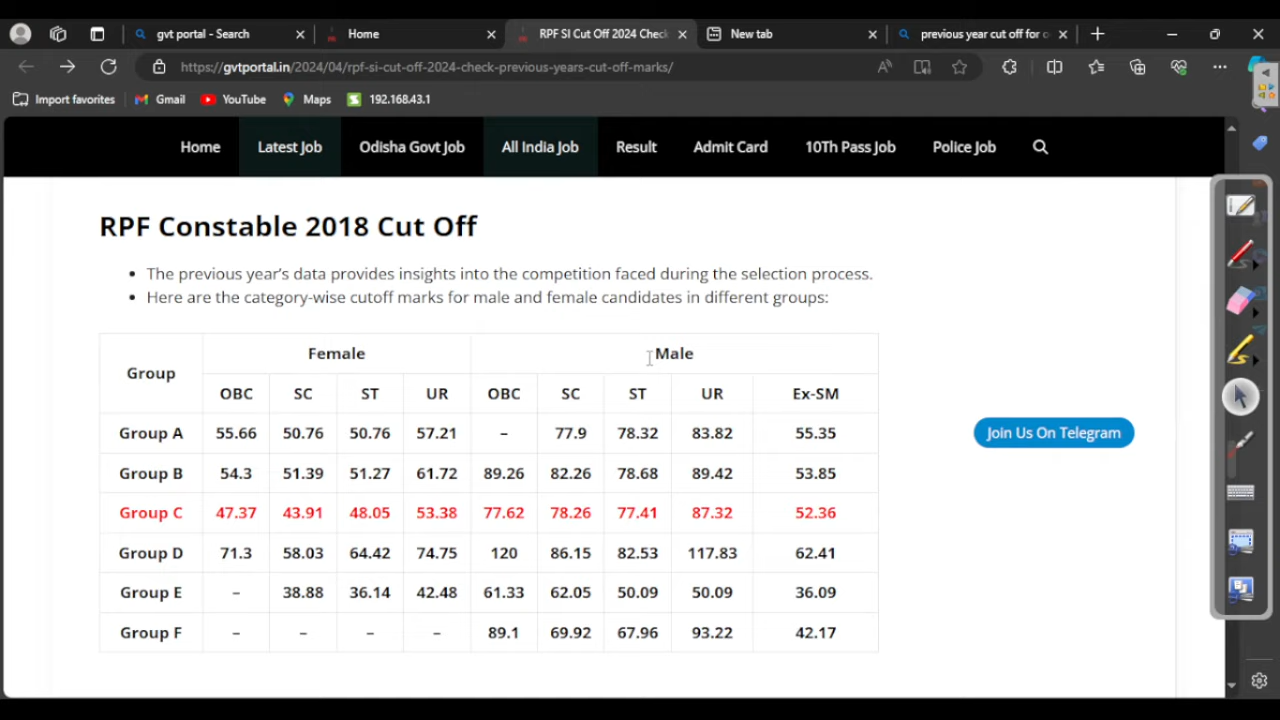 gvt portal - Search
Home
RPF SI Cut Off 2024 Chec
New tab
previous year cut off for
https://gvtportal.in/2024/04/rpf-si-cut-off-2024-check-previous-years-cut-off-marks/
Import favorites Gmail YouTube Maps 192.168.43.1
Home Latest Job Odisha Govt Job All India Job Result Admit Card 10Th Pass Job Police Job
RPF Constable 2018 Cut Off
• The previous year's data provides insights into the competition faced during the selection process.
• Here are the category-wise cutoff marks for male and female candidates in different groups:
Group Female Male
OBC SC ST UR OBC SC ST UR Ex-SM
Group A 55.66 50.76 50.76 57.21 – 77.9 78.32 83.82 55.35
Group B 54.3 51.39 51.27 61.72 89.26 82.26 78.68 89.42 53.85
Group C 47.37 43.91 48.05 53.38 77.62 78.26 77.41 87.32 52.36
Group D 71.3 58.03 64.42 74.75 120 86.15 82.53 117.83 62.41
Group E – 38.88 36.14 42.48 61.33 62.05 50.09 50.09 36.09
Group F – – – – 89.1 69.92 67.96 93.22 42.17
Join Us On Telegram